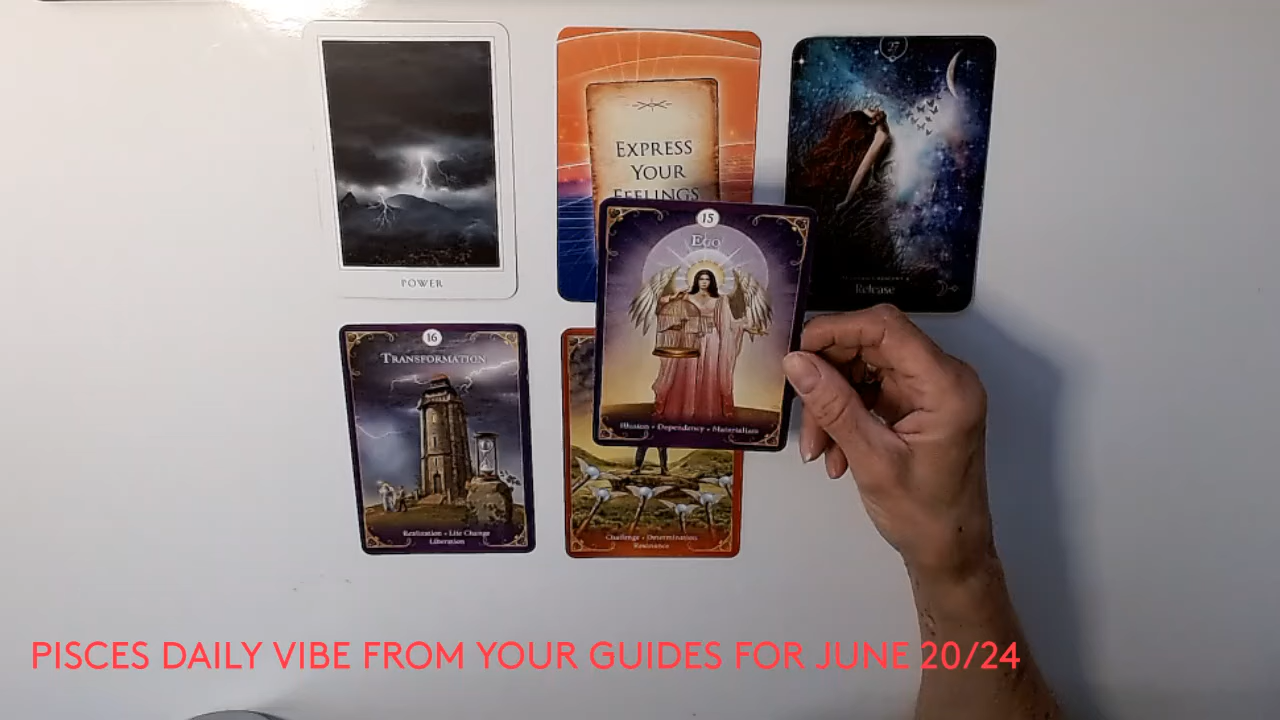 27
EXPRESS
YOUR
FEELINGS
15
EGO
POWER
Release
16
TRANSFORMATION
Illusion • Dependency • Materialism
Realization • Life Change
Liberation
Challenge • Determination
Resistance
PISCES DAILY VIBE FROM YOUR GUIDES FOR JUNE 20/24